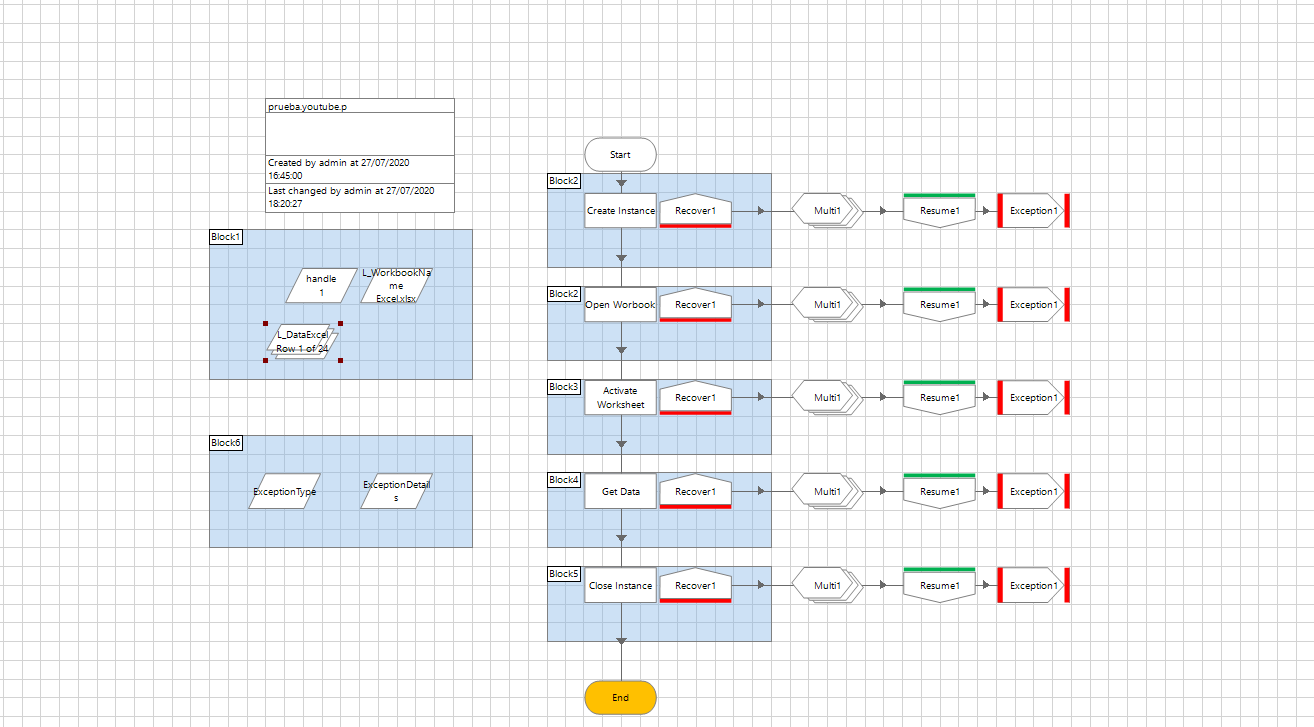 prueba.youtube.p
Created by admin at 27/07/2020
16:45:00
Last changed by admin at 27/07/2020
18:20:27
Block1
handle
1
L_WorkbookNa
me
Excel.xlsx
L_DataExcel
Row 1 of 24
Block6
ExceptionType
ExceptionDetail
s
Start
Block2
Create Instance
Recover1
Multi1
Resume1
Exception1
Block2
Open Worbook
Recover1
Multi1
Resume1
Exception1
Block3
Activate
Worksheet
Recover1
Multi1
Resume1
Exception1
Block4
Get Data
Recover1
Multi1
Resume1
Exception1
Block5
Close Instance
Recover1
Multi1
Resume1
Exception1
End